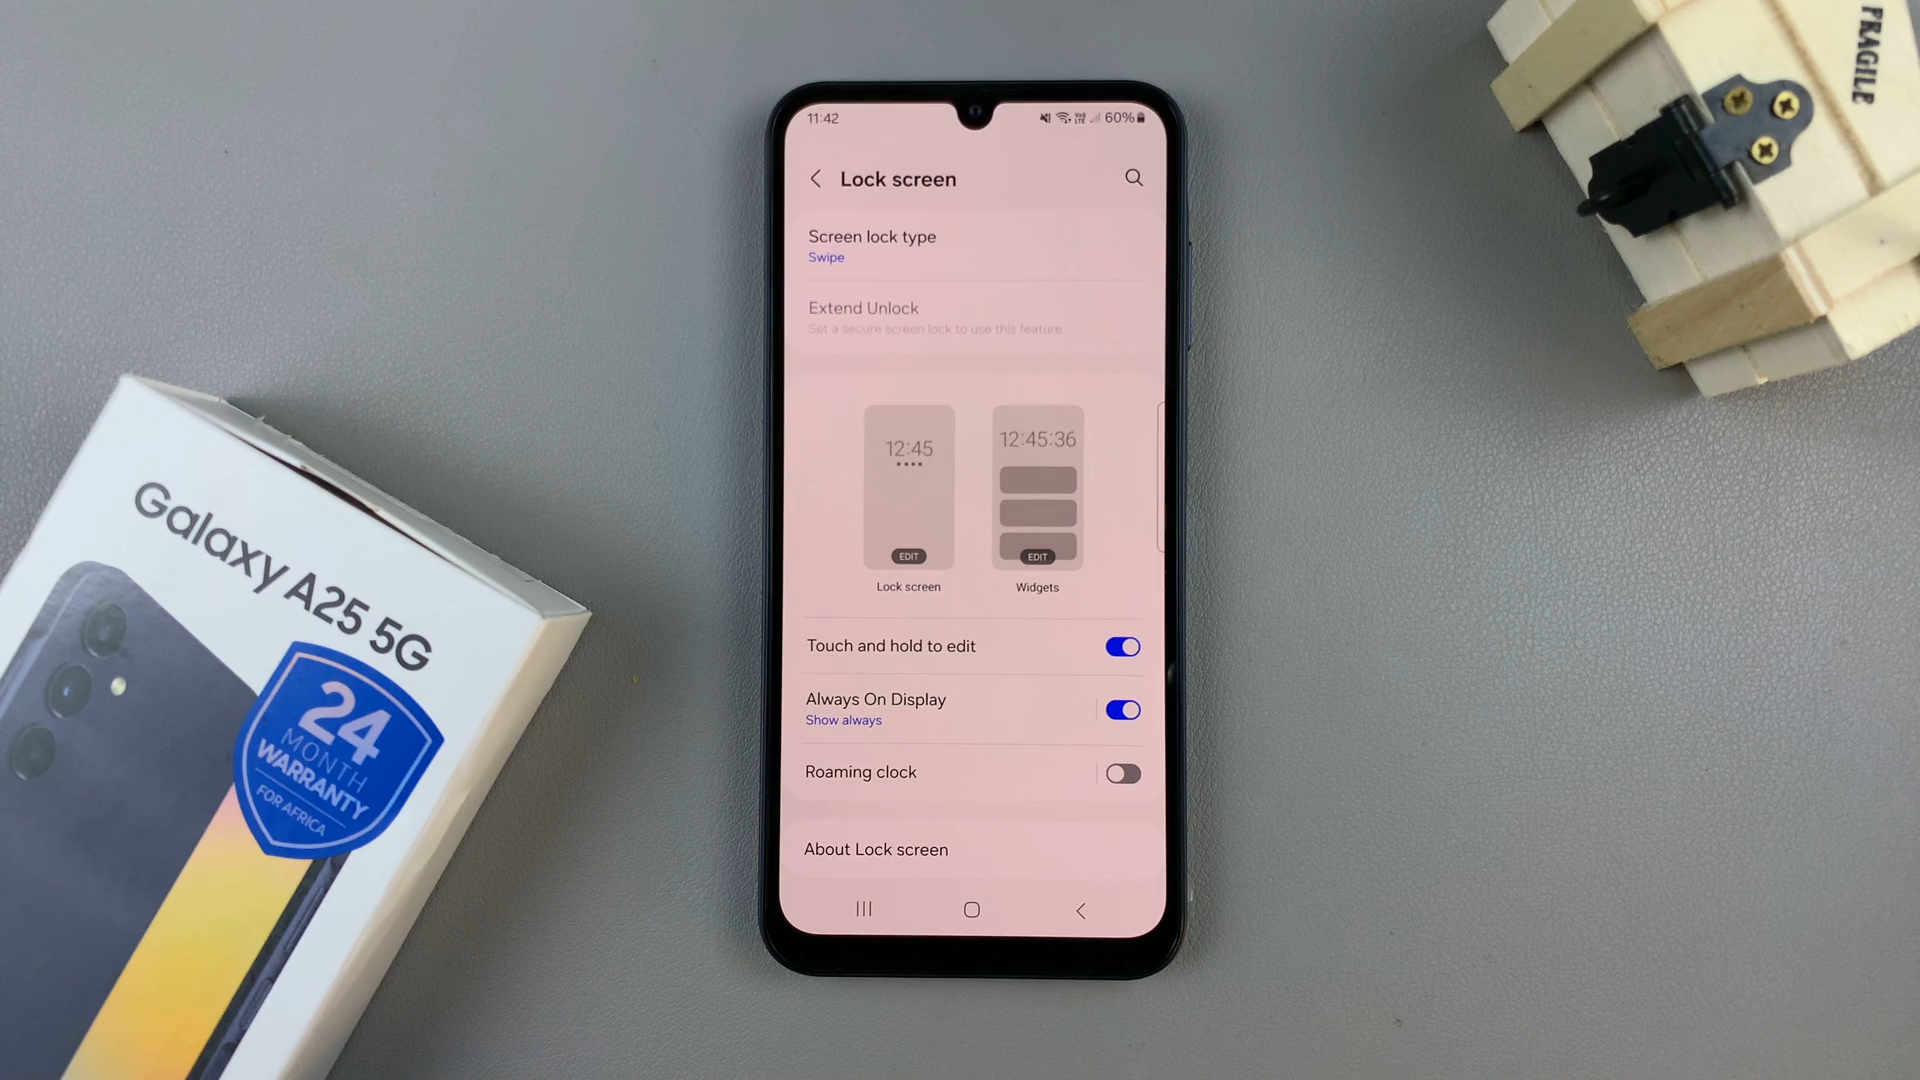 11:42
Vo)) LTE 60%
Lock screen
Screen lock type
Swipe
Extend Unlock
Set a secure screen lock to use this feature.
12:45
12:45:36
EDIT
EDIT
Lock screen
Widgets
Touch and hold to edit
Always On Display
Show always
Roaming clock
About Lock screen
Galaxy A25 5G
24
MONTH
WARRANTY
FOR AFRICA
FRAGILE